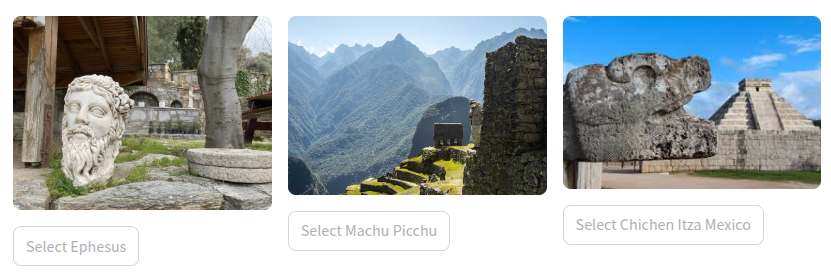 Select Ephesus
Select Machu Picchu
Select Chichen Itza Mexico